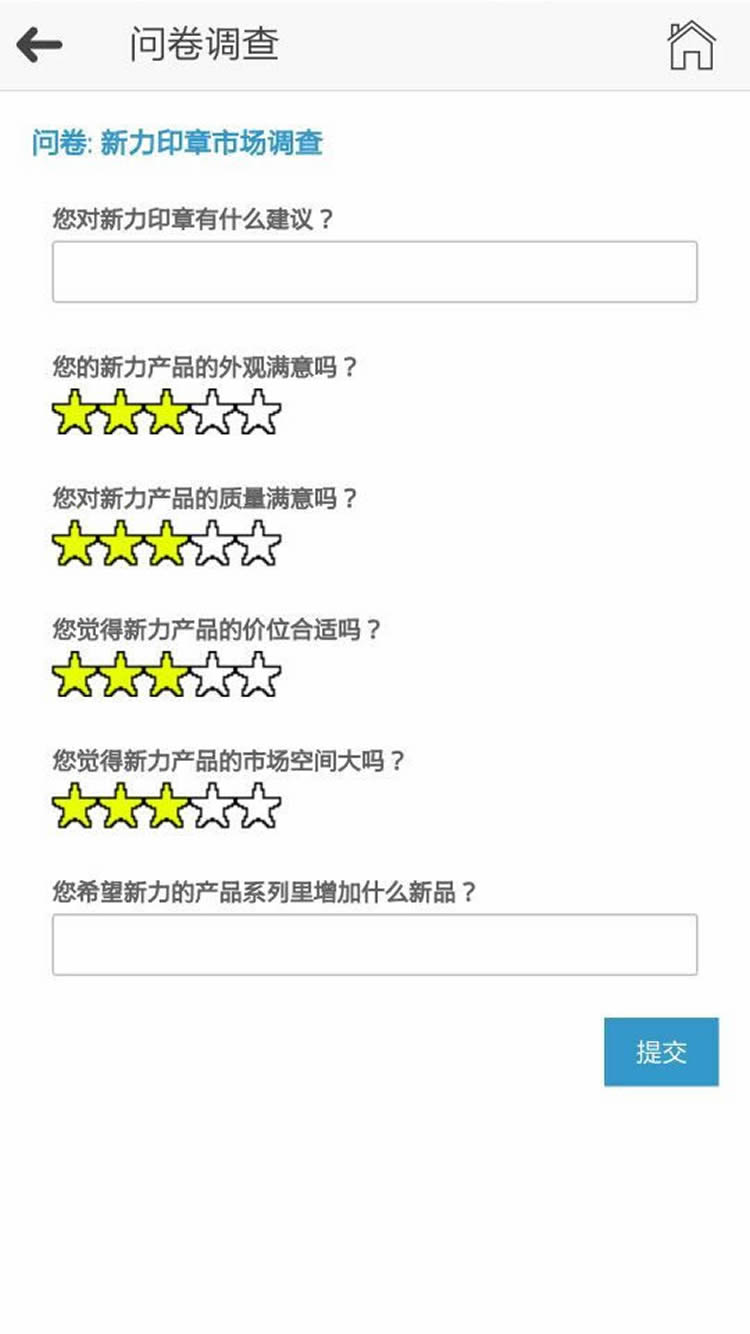 问卷调查
问卷: 新力印章市场调查
您对新力印章有什么建议？
您的新力产品的外观满意吗？
您对新力产品的质量满意吗？
您觉得新力产品的价位合适吗？
您觉得新力产品的市场空间大吗？
您希望新力的产品系列里增加什么新品？
提交